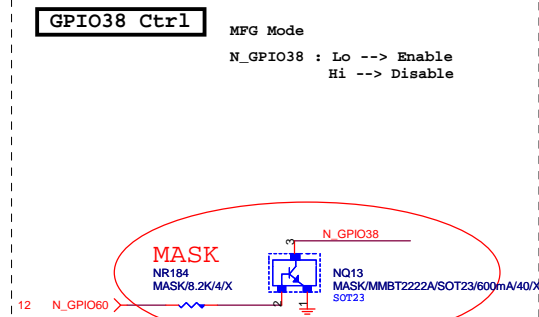 GPIO38 Ctrl
MFG Mode
N_GPIO38 : Lo --> Enable
Hi --> Disable
N_GPIO38
3
MASK
NR184
MASK/8.2K/4/X
NQ13
MASK/MMBT2222A/SOT23/600mA/40/X
SOT23
12 N_GPIO60
2
1